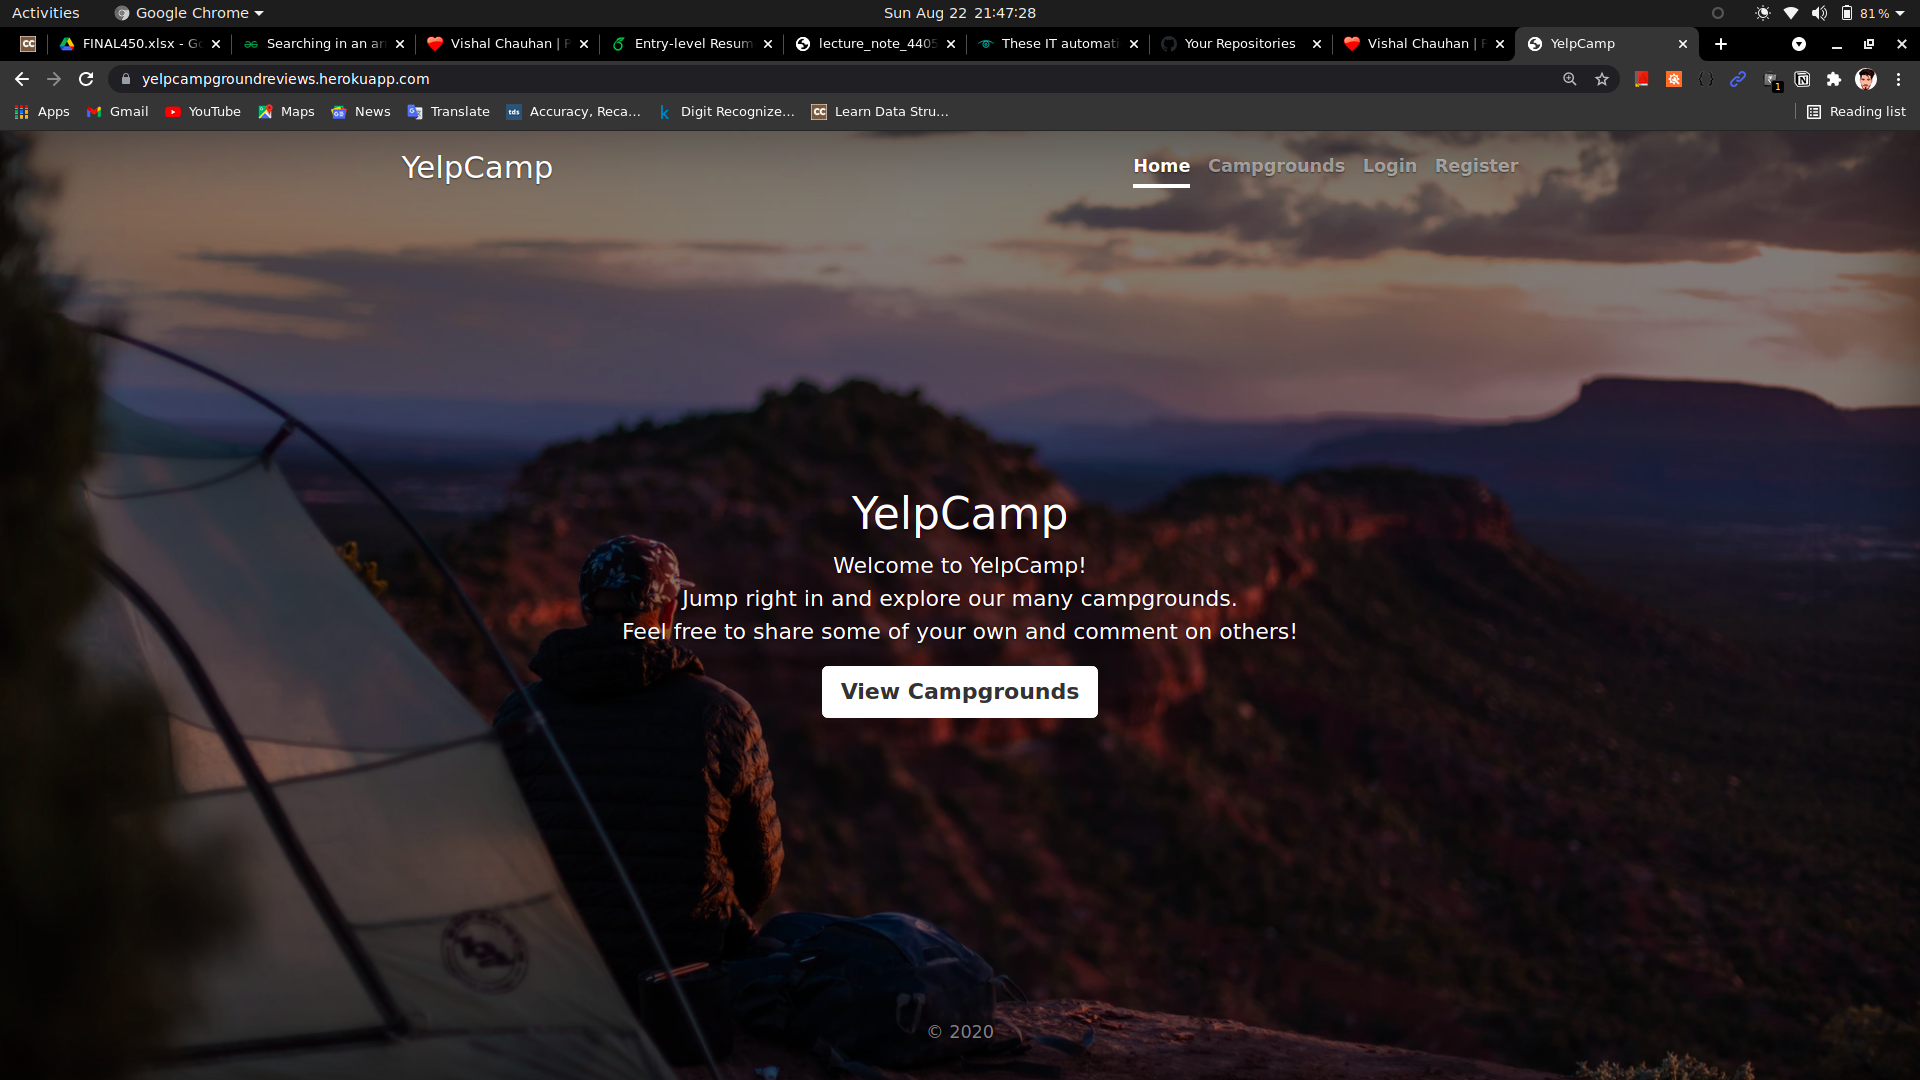 Activities Google Chrome Sun Aug 22 21:47:28 81%
CC FINAL450.xlsx - Searching in an Vishal Chauhan | Entry-level Resum lecture_note_4405 These IT automati Your Repositories Vishal Chauhan | YelpCamp
yelpcampgroundreviews.herokuapp.com 1
Apps Gmail YouTube Maps News Translate tds Accuracy, Reca... k Digit Recognize... CC Learn Data Stru... Reading list
YelpCamp Home Campgrounds Login Register
YelpCamp
Welcome to YelpCamp!
Jump right in and explore our many campgrounds.
Feel free to share some of your own and comment on others!
View Campgrounds
© 2020